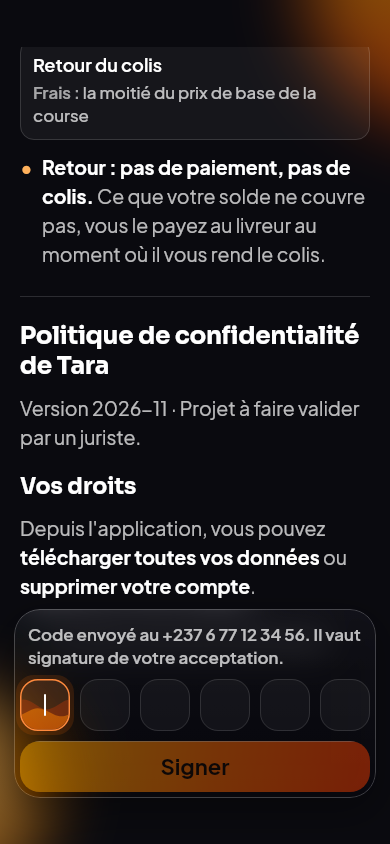 Retour du colis
Frais : la moitié du prix de base de la
course
• Retour : pas de paiement, pas de
colis. Ce que votre solde ne couvre
pas, vous le payez au livreur au
moment où il vous rend le colis.
Politique de confidentialité
de Tara
Version 2026-11 · Projet à faire valider
par un juriste.
Vos droits
Depuis l'application, vous pouvez
télécharger toutes vos données ou
supprimer votre compte.
Code envoyé au +237 6 77 12 34 56. Il vaut
signature de votre acceptation.
Signer